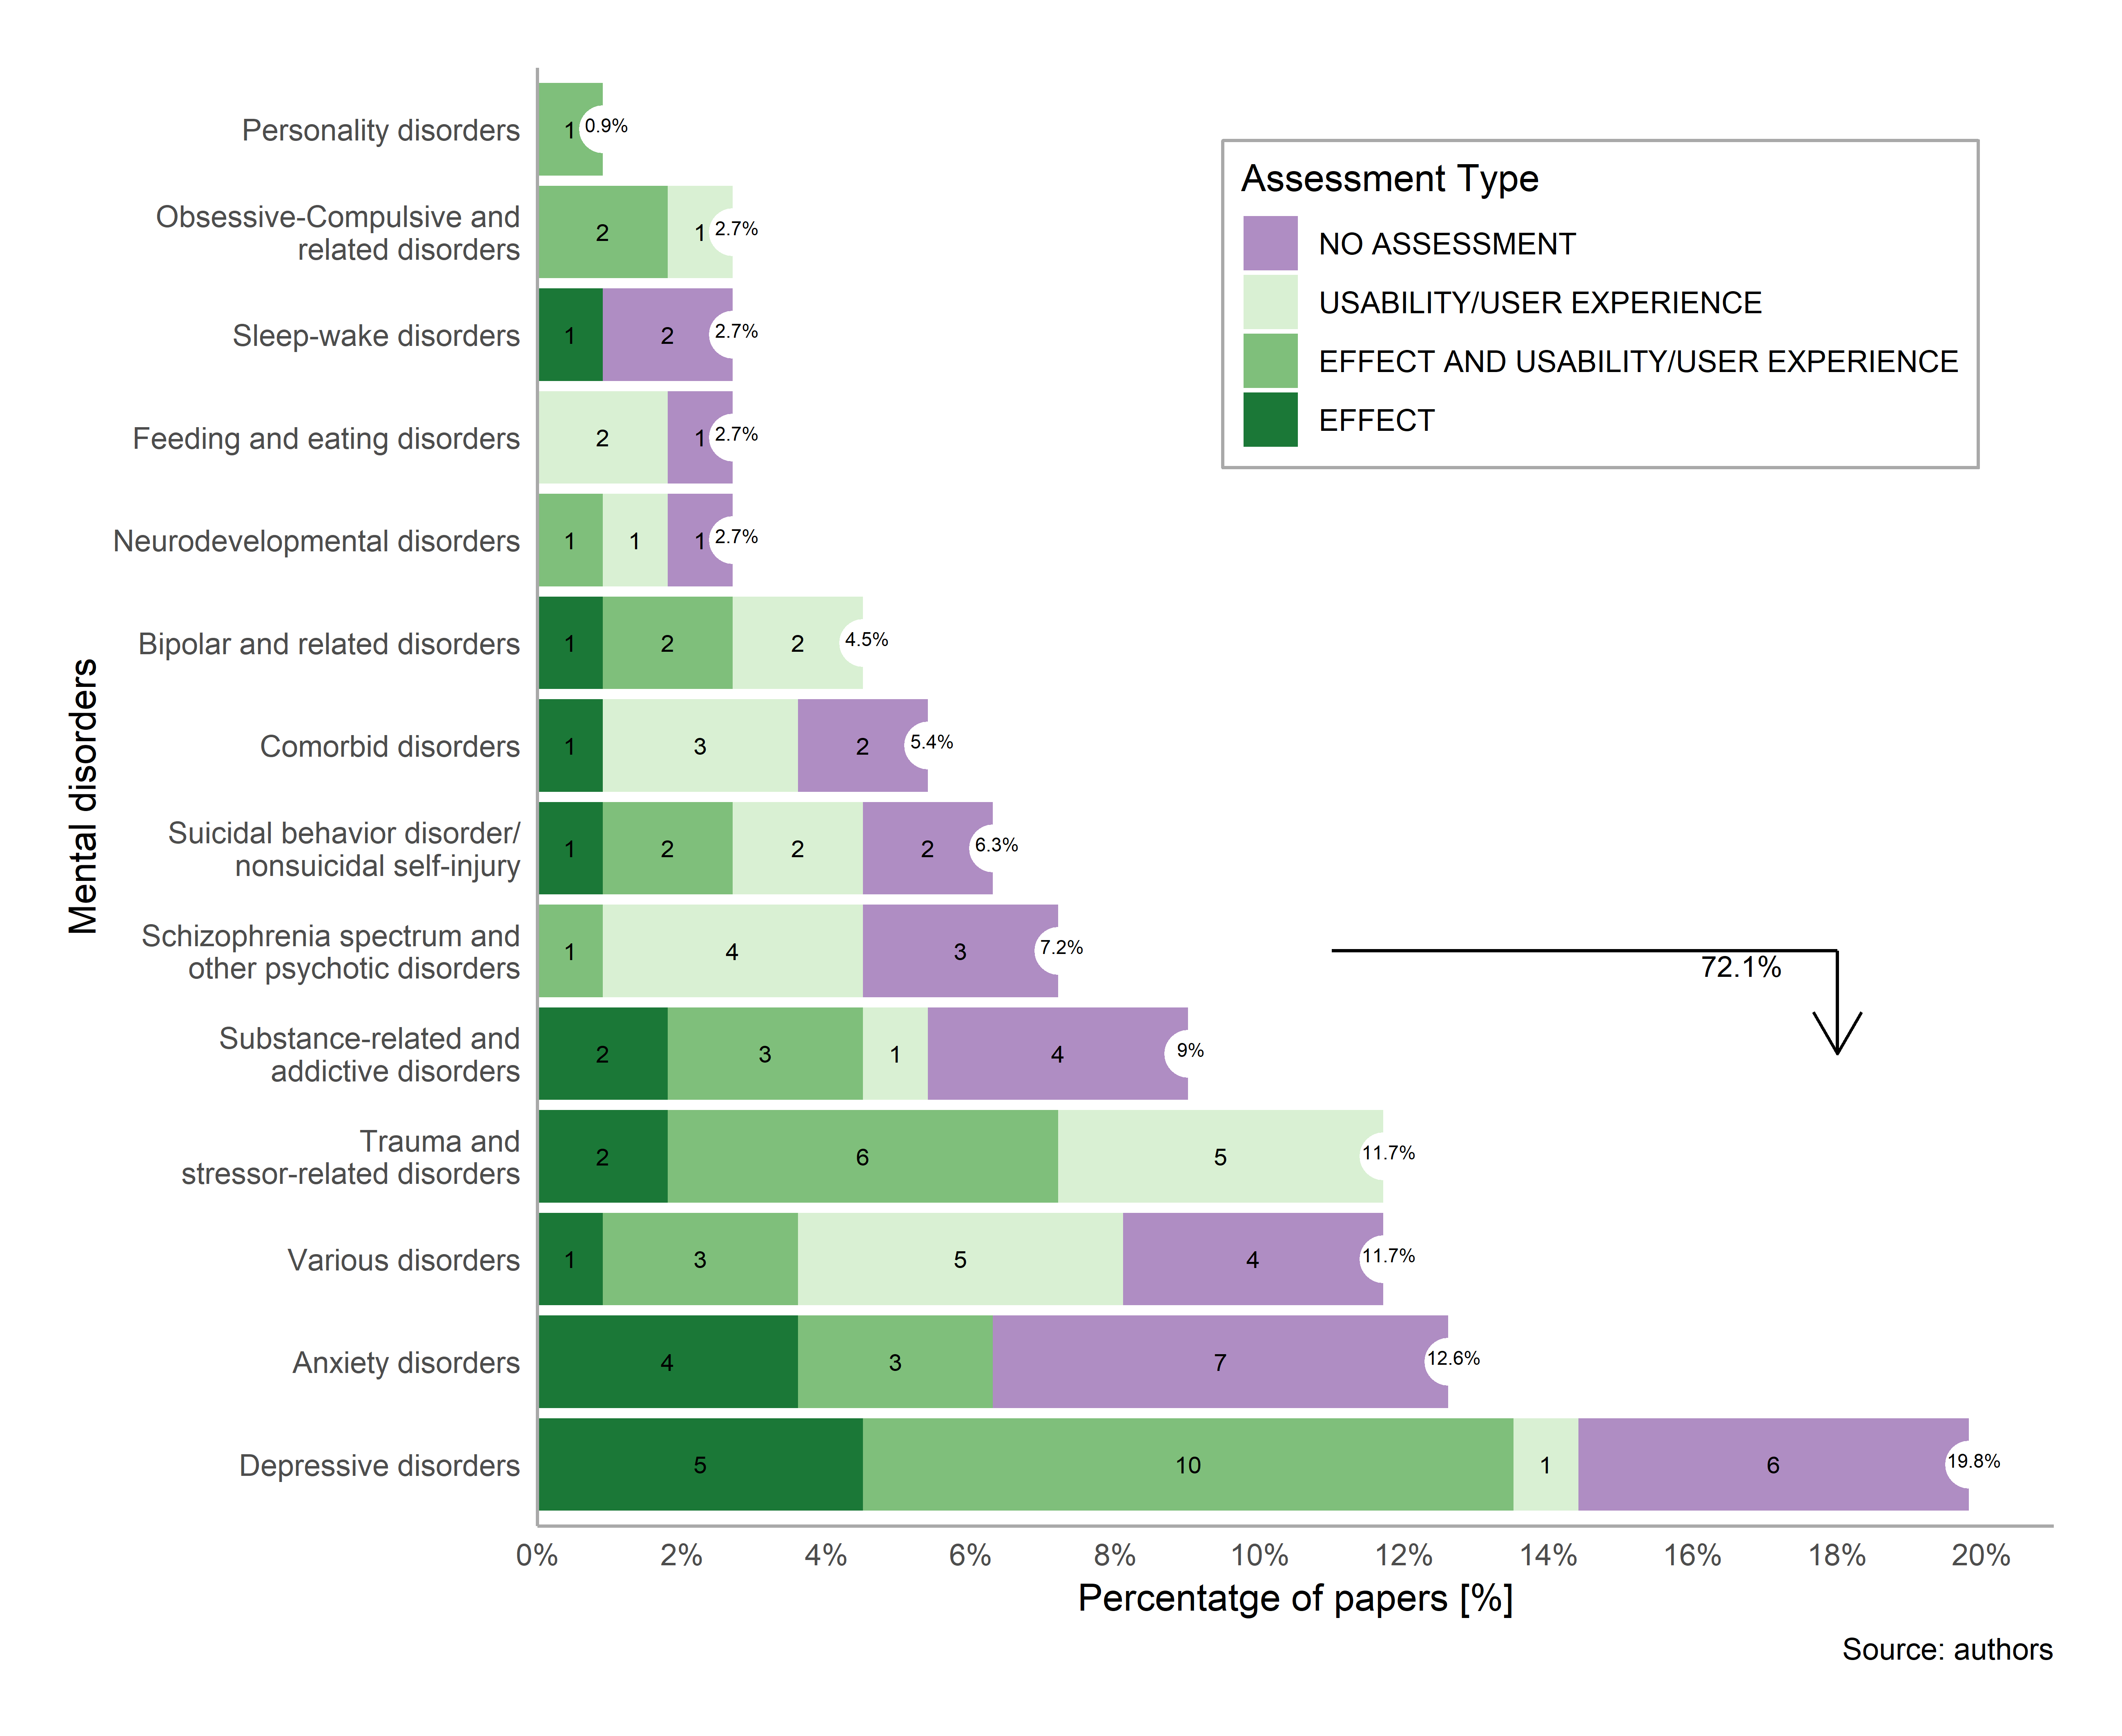 Personality disorders
1
0.9%
Obsessive-Compulsive and
related disorders
2
1
2.7%
Sleep-wake disorders
1
2
2.7%
Feeding and eating disorders
2
1
2.7%
Neurodevelopmental disorders
1
1
1
2.7%
Bipolar and related disorders
1
2
2
4.5%
Comorbid disorders
1
3
2
5.4%
Suicidal behavior disorder/
nonsuicidal self-injury
1
2
2
2
6.3%
Schizophrenia spectrum and
other psychotic disorders
1
4
3
7.2%
Substance-related and
addictive disorders
2
3
1
4
9%
Trauma and
stressor-related disorders
2
6
5
11.7%
Various disorders
1
3
5
4
11.7%
Anxiety disorders
4
3
7
12.6%
Depressive disorders
5
10
1
6
19.8%
Mental disorders
Assessment Type
NO ASSESSMENT
USABILITY/USER EXPERIENCE
EFFECT AND USABILITY/USER EXPERIENCE
EFFECT
72.1%
0% 2% 4% 6% 8% 10% 12% 14% 16% 18% 20%
Percentatge of papers [%]
Source: authors